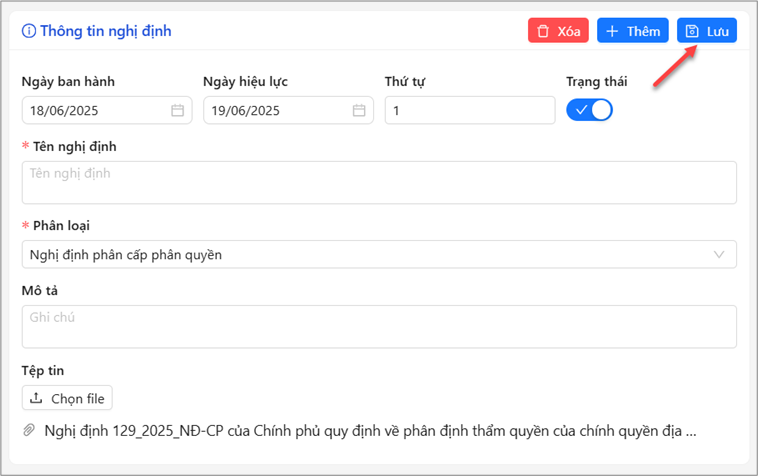 Thông tin nghị định
Xóa
Thêm
Lưu
Ngày ban hành
Ngày hiệu lực
Thứ tự
Trạng thái
18/06/2025
19/06/2025
1
* Tên nghị định
Tên nghị định
* Phân loại
Nghị định phân cấp phân quyền
Mô tả
Ghi chú
Tệp tin
Chọn file
Nghị định 129_2025_NĐ-CP của Chính phủ quy định về phân định thẩm quyền của chính quyền địa ...